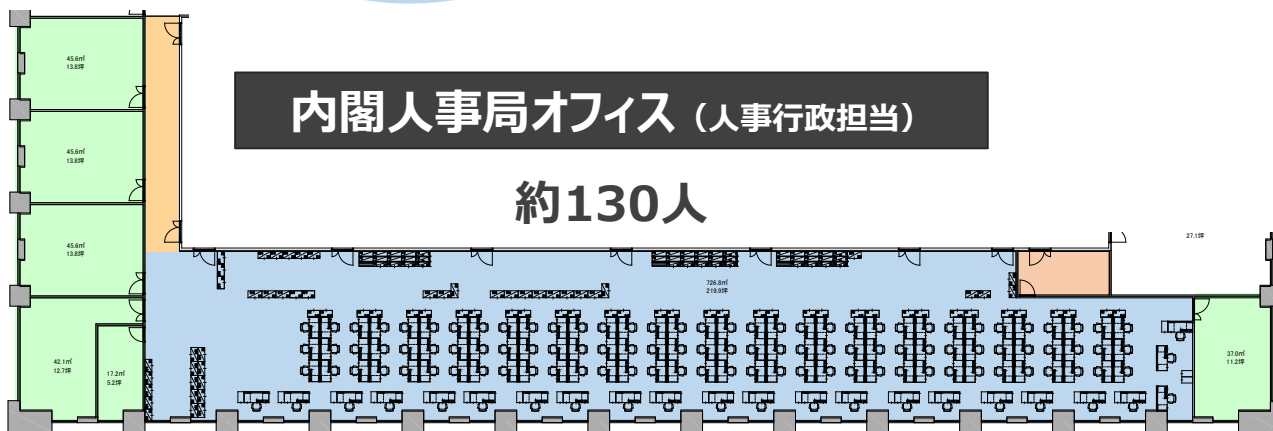 45.6㎡
13.8坪
内閣人事局オフィス（人事行政担当）
45.6㎡
13.8坪
約130人
45.6㎡
13.8坪
27.1坪
726.8㎡
219.9坪
42.1㎡
12.7坪
17.2㎡
5.2坪
37.0㎡
11.2坪